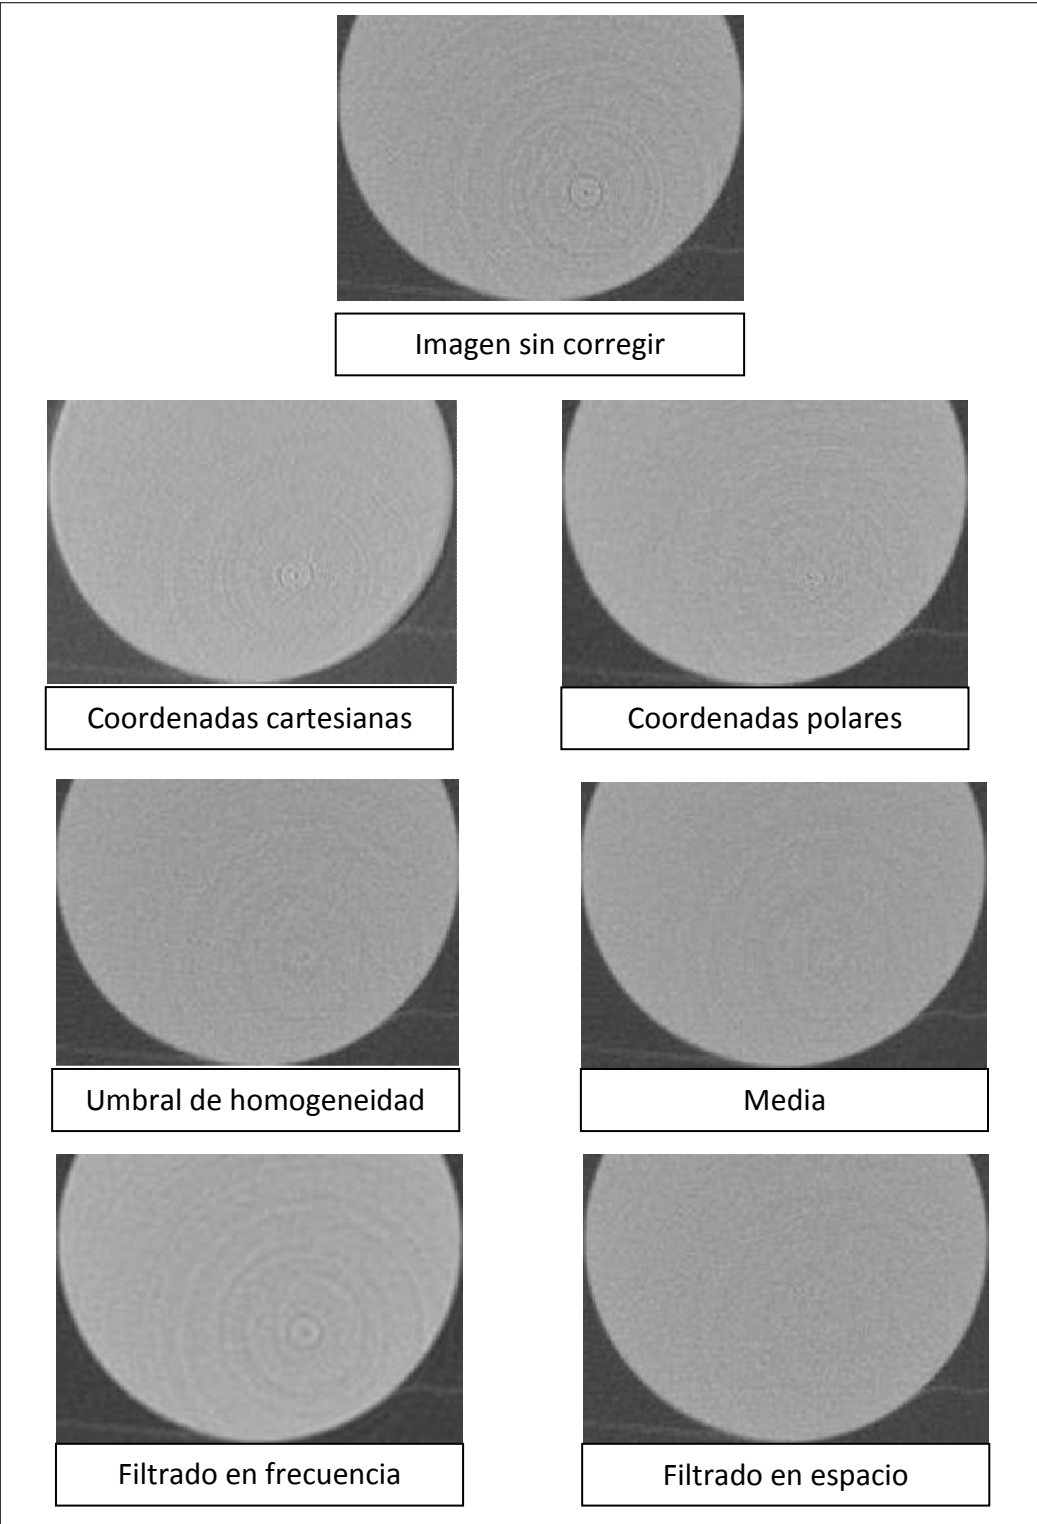 Imagen sin corregir
Coordenadas cartesianas
Coordenadas polares
Umbral de homogeneidad
Media
Filtrado en frecuencia
Filtrado en espacio